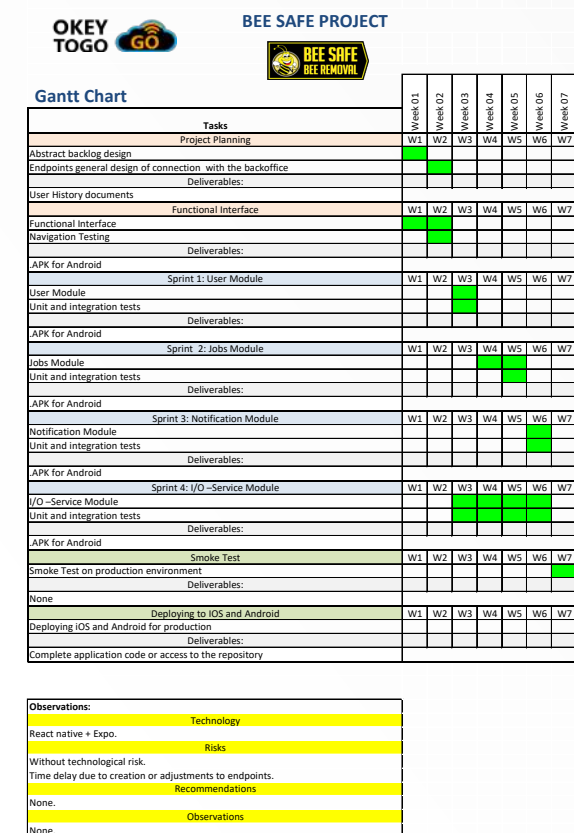 OKEY
TOGO
GO
BEE SAFE PROJECT
BEE SAFE
BEE REMOVAL
Gantt Chart
Tasks Week 01 Week 02 Week 03 Week 04 Week 05 Week 06 Week 07
Project Planning W1 W2 W3 W4 W5 W6 W7
Abstract backlog design
Endpoints general design of connection with the backoffice
Deliverables:
User History documents
Functional Interface W1 W2 W3 W4 W5 W6 W7
Functional Interface
Navigation Testing
Deliverables:
.APK for Android
Sprint 1: User Module W1 W2 W3 W4 W5 W6 W7
User Module
Unit and integration tests
Deliverables:
.APK for Android
Sprint 2: Jobs Module W1 W2 W3 W4 W5 W6 W7
Jobs Module
Unit and integration tests
Deliverables:
.APK for Android
Sprint 3: Notification Module W1 W2 W3 W4 W5 W6 W7
Notification Module
Unit and integration tests
Deliverables:
.APK for Android
Sprint 4: I/O –Service Module W1 W2 W3 W4 W5 W6 W7
I/O –Service Module
Unit and integration tests
Deliverables:
.APK for Android
Smoke Test W1 W2 W3 W4 W5 W6 W7
Smoke Test on production environment
Deliverables:
None
Deploying to IOS and Android W1 W2 W3 W4 W5 W6 W7
Deploying iOS and Android for production
Deliverables:
Complete application code or access to the repository
Observations:
Technology
React native + Expo.
Risks
Without technological risk.
Time delay due to creation or adjustments to endpoints.
Recommendations
None.
Observations
None